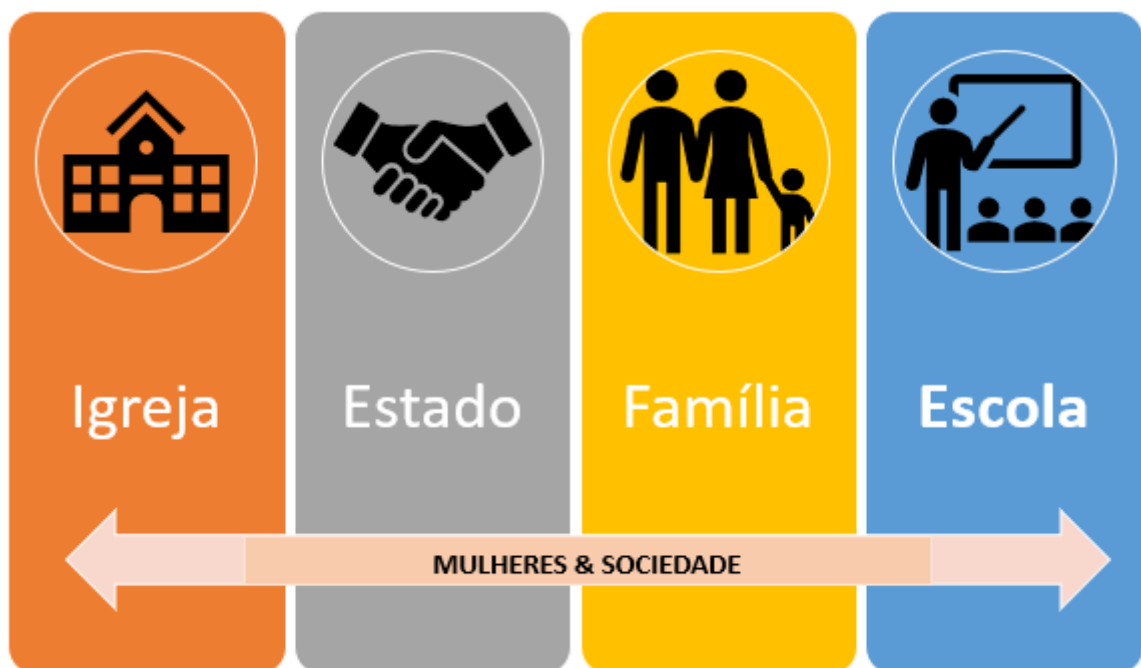 Igreja
Estado
Família
Escola
MULHERES & SOCIEDADE